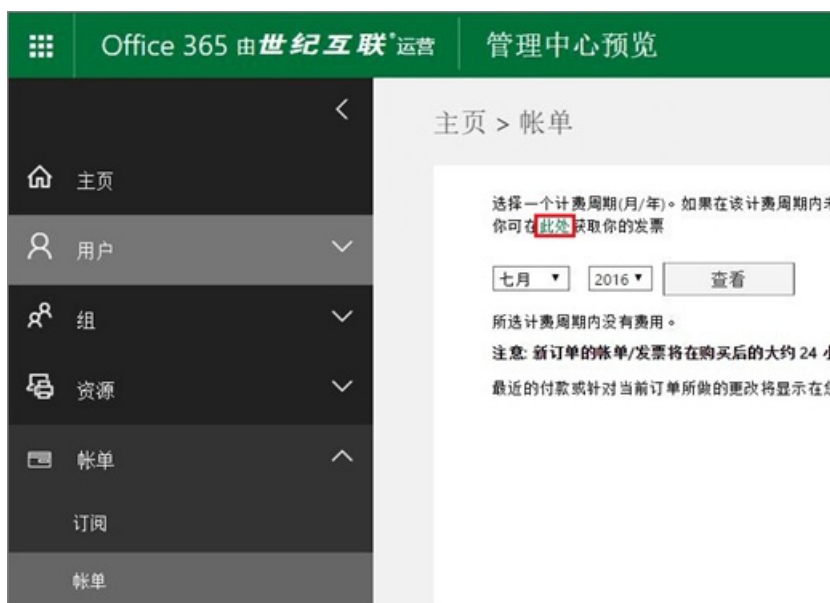 Office 365 由世纪互联运营 管理中心预览
主页 > 帐单
主页
用户
组
资源
帐单
订阅
帐单
选择一个计费周期(月/年)。如果在该计费周期内
你可在此处获取你的发票
七月 2016 查看
所选计费周期内没有费用。
注意: 新订单的帐单/发票将在购买后的大约 24
最近的付款或针对当前订单所做的更改将显示在